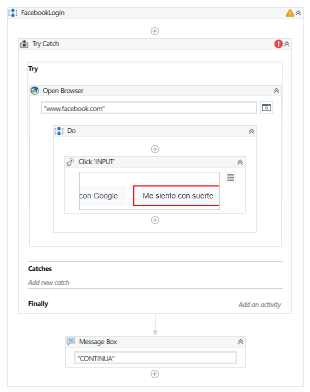 FacebookLogin
Try Catch
Try
Open Browser
"www.facebook.com"
Do
Click 'INPUT'
con Google
Me siento con suerte
Catches
Add new catch
Finally
Add an activity
Message Box
"CONTINUA"